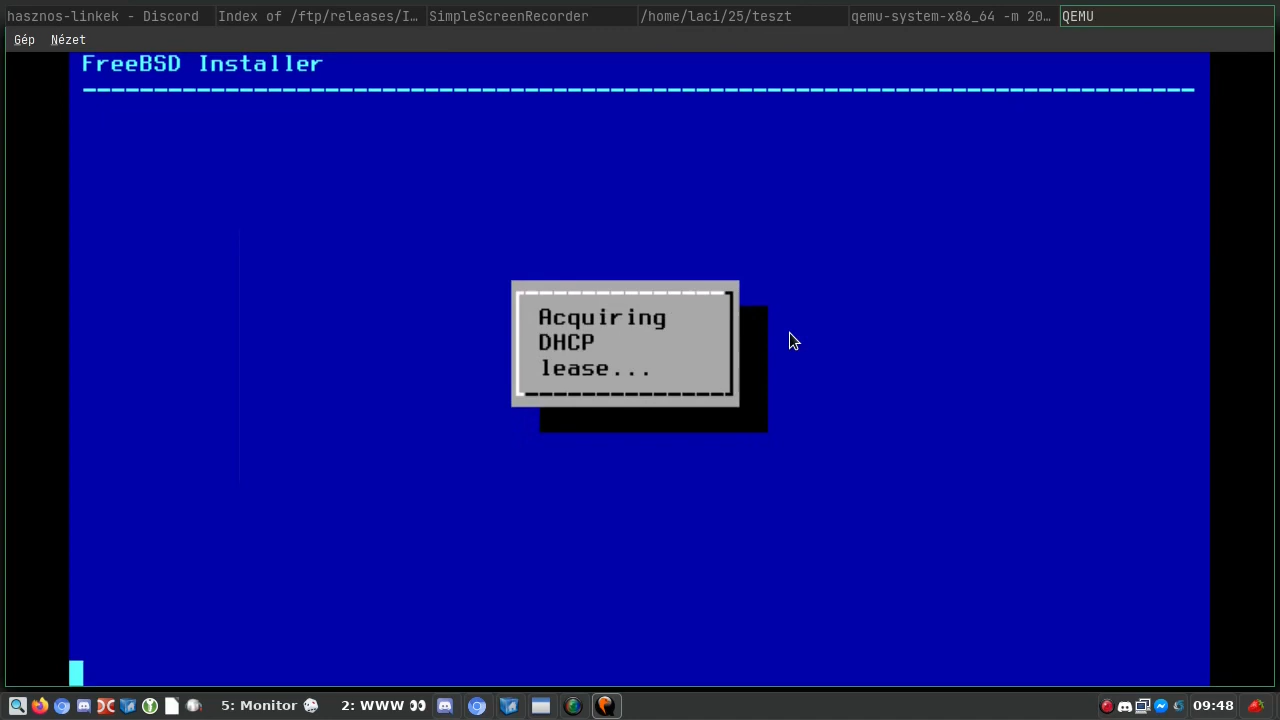 hasznos-linkek - Discord
Index of /ftp/releases/I…
SimpleScreenRecorder
/home/laci/25/teszt
qemu-system-x86_64 -m 20…
QEMU
Gép Nézet
FreeBSD Installer
Acquiring
DHCP
lease...
5: Monitor
2: WWW
09:48